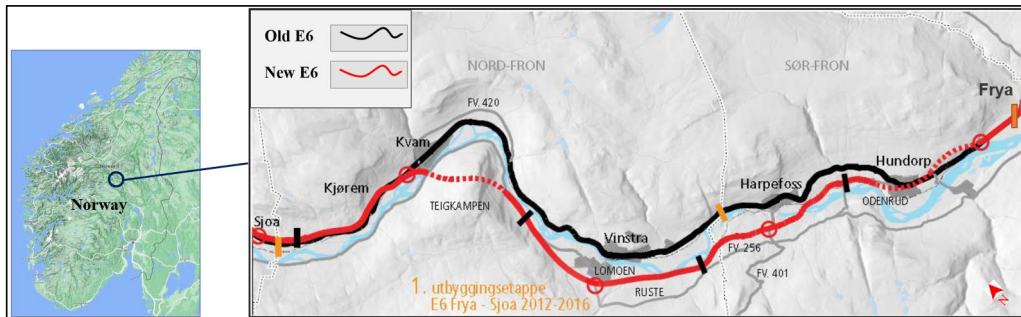 Old E6
New E6
NORD-FRON
SØR-FRON
FV. 420
Frya
Kvam
Hundorp
Kjørem
Harpefoss
TEIGKAMPEN
ODENRUD
Norway
Sjoa
Vinstra
FV. 256
LOMOEN
FV. 401
RUSTE
1. utbyggingsetappe
E6 Frya - Sjoa 2012-2016
N